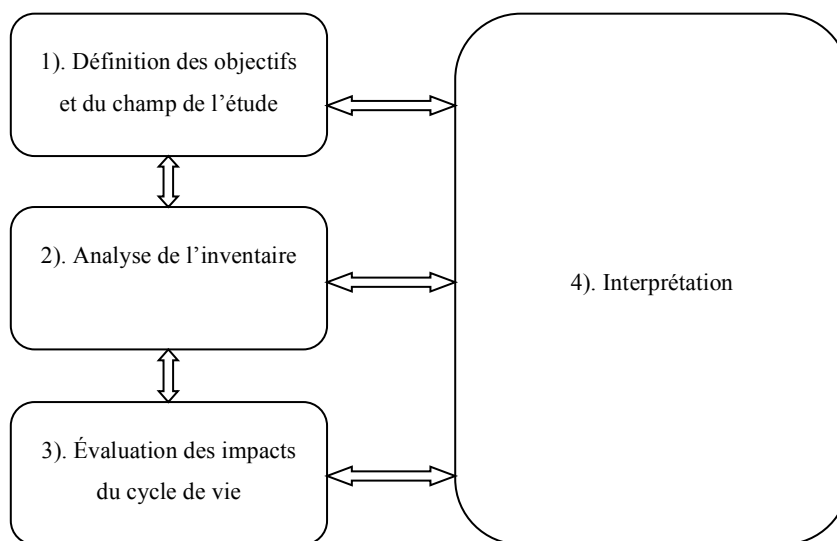 1). Définition des objectifs
et du champ de l’étude
2). Analyse de l’inventaire
4). Interprétation
3). Évaluation des impacts
du cycle de vie